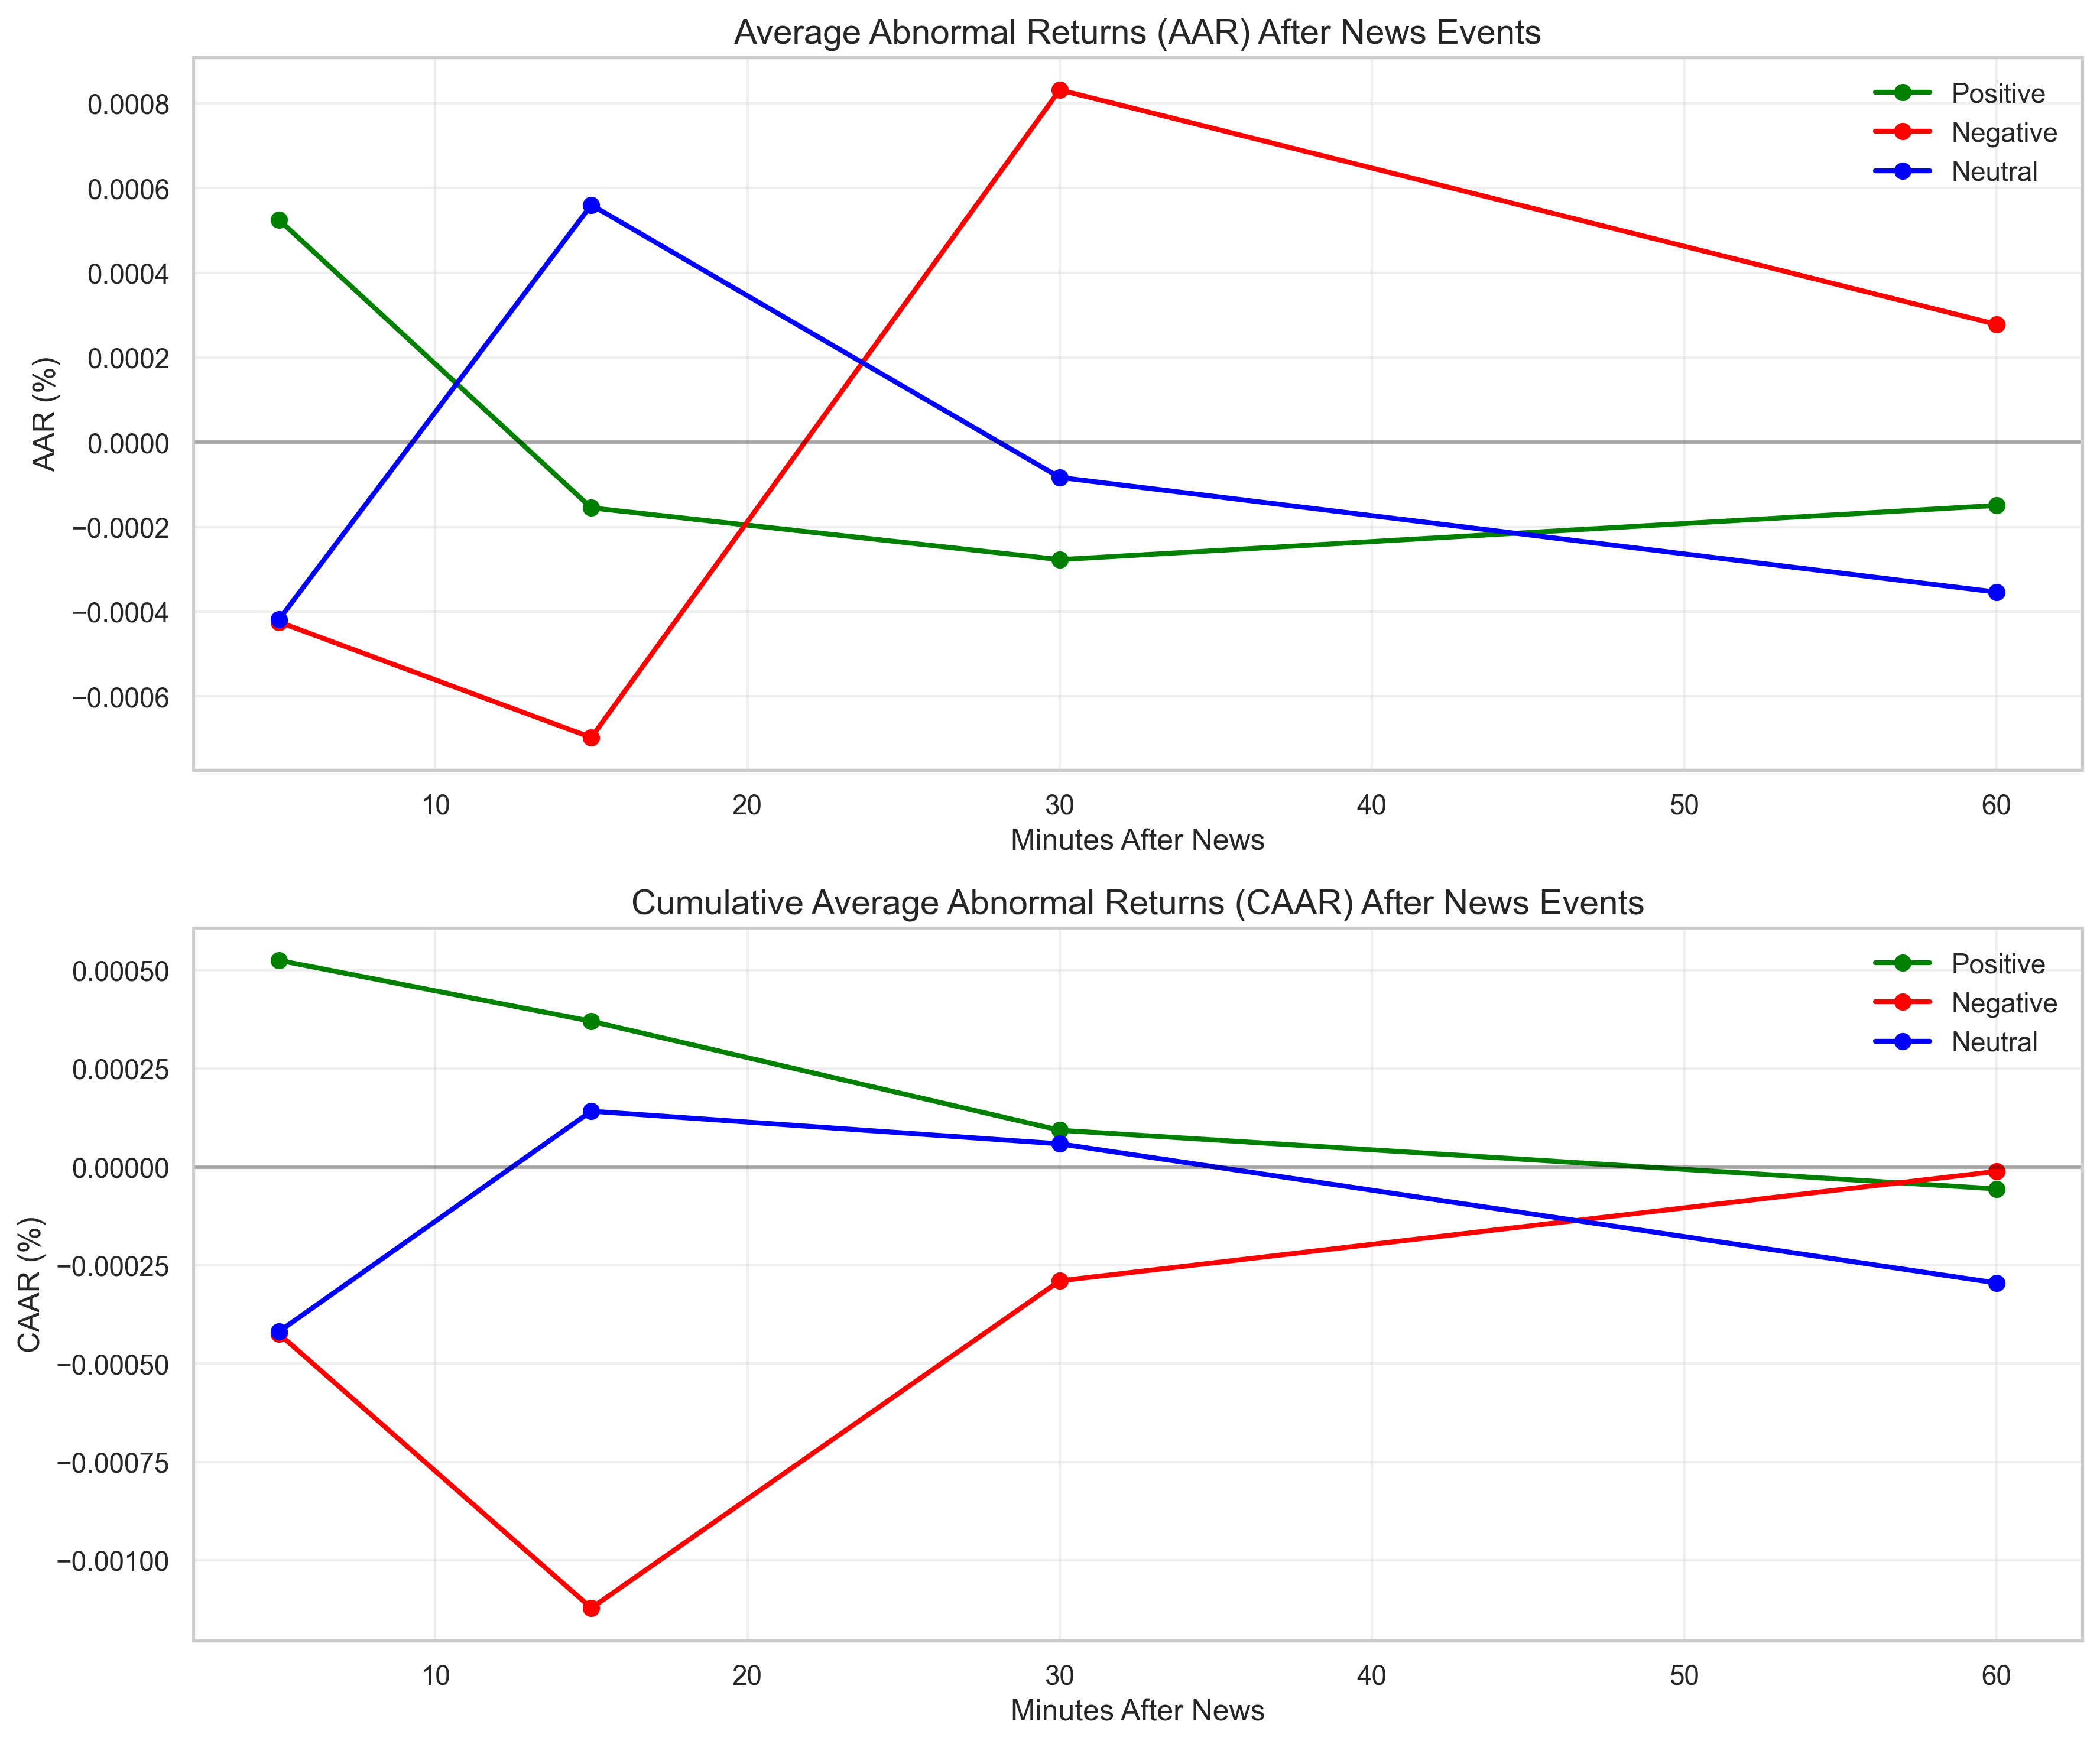 Average Abnormal Returns (AAR) After News Events
Positive
Negative
Neutral
0.0008
0.0006
0.0004
0.0002
0.0000
−0.0002
−0.0004
−0.0006
AAR (%)
10 20 30 40 50 60
Minutes After News
Cumulative Average Abnormal Returns (CAAR) After News Events
Positive
Negative
Neutral
0.00050
0.00025
0.00000
−0.00025
−0.00050
−0.00075
−0.00100
CAAR (%)
10 20 30 40 50 60
Minutes After News